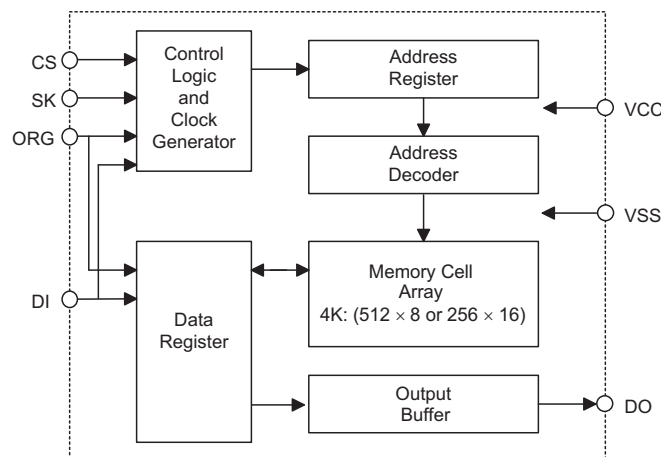 CS
SK
ORG
DI
Control
Logic
and
Clock
Generator
Address
Register
VCC
Address
Decoder
VSS
Data
Register
Memory Cell
Array
4K: (512 × 8 or 256 × 16)
Output
Buffer
DO